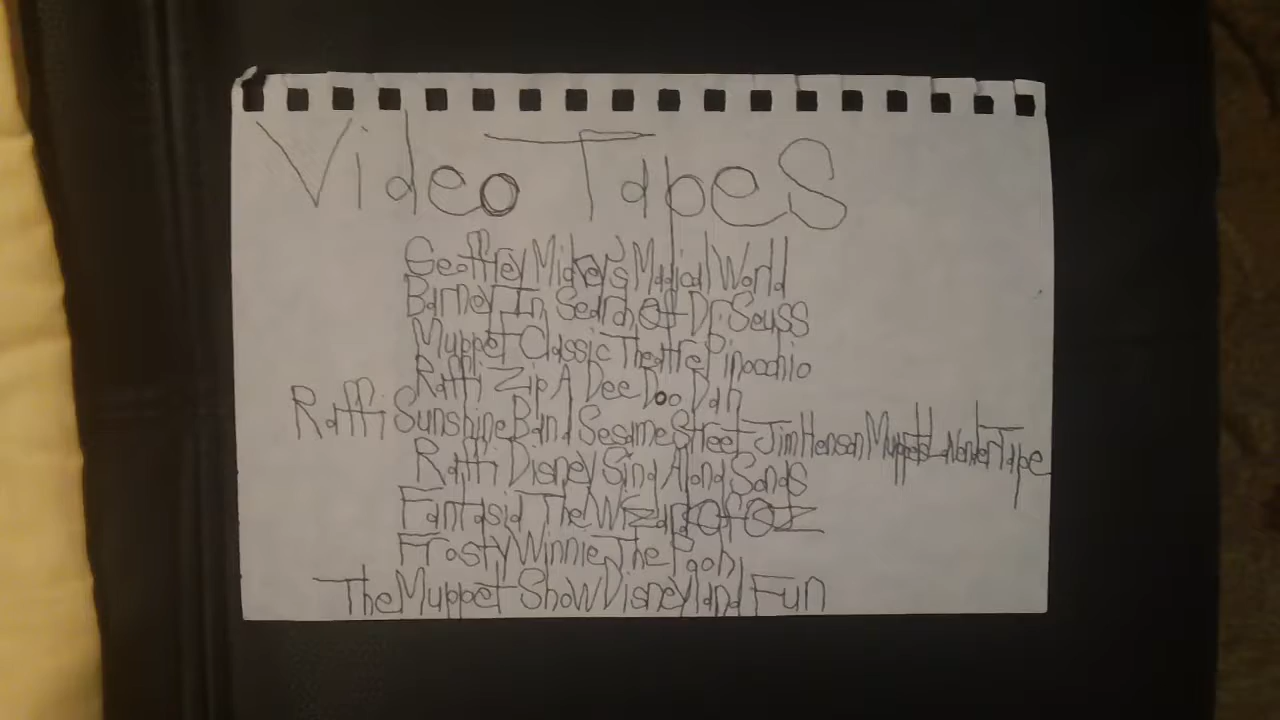 Video Tapes
Geoffrey Mickey's Magical World
Barney In Search Of Dr. Seuss
Muppet Classic Theatre Pinocchio
Raffi Zip A Dee Doo Dah
Raffi Sunshine Band Sesame Street Jim Henson Muppets Lavender Tape
Raffi Disney Sing Along Songs
Fantasia The Wizard Of Oz
Frosty Winnie The Pooh
The Muppet Show Disneyland Fun